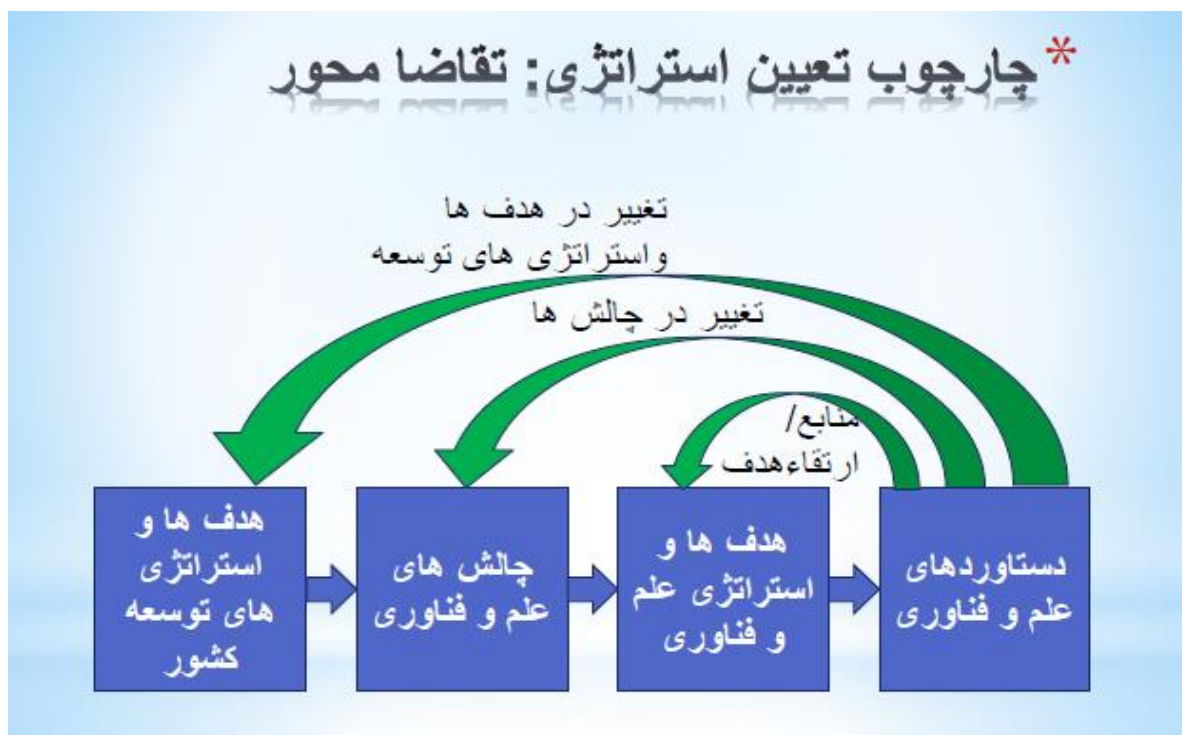 * چارچوب تعیین استراتژی: تقاضا محور
تغییر در هدف ها
واستراتژی های توسعه
تغییر در چالش ها
منابع/
ارتقاءهدف
هدف ها و
استراتژی
های توسعه
کشور
چالش های
علم و فناوری
هدف ها و
استراتژی علم
و فناوری
دستاوردهای
علم و فناوری